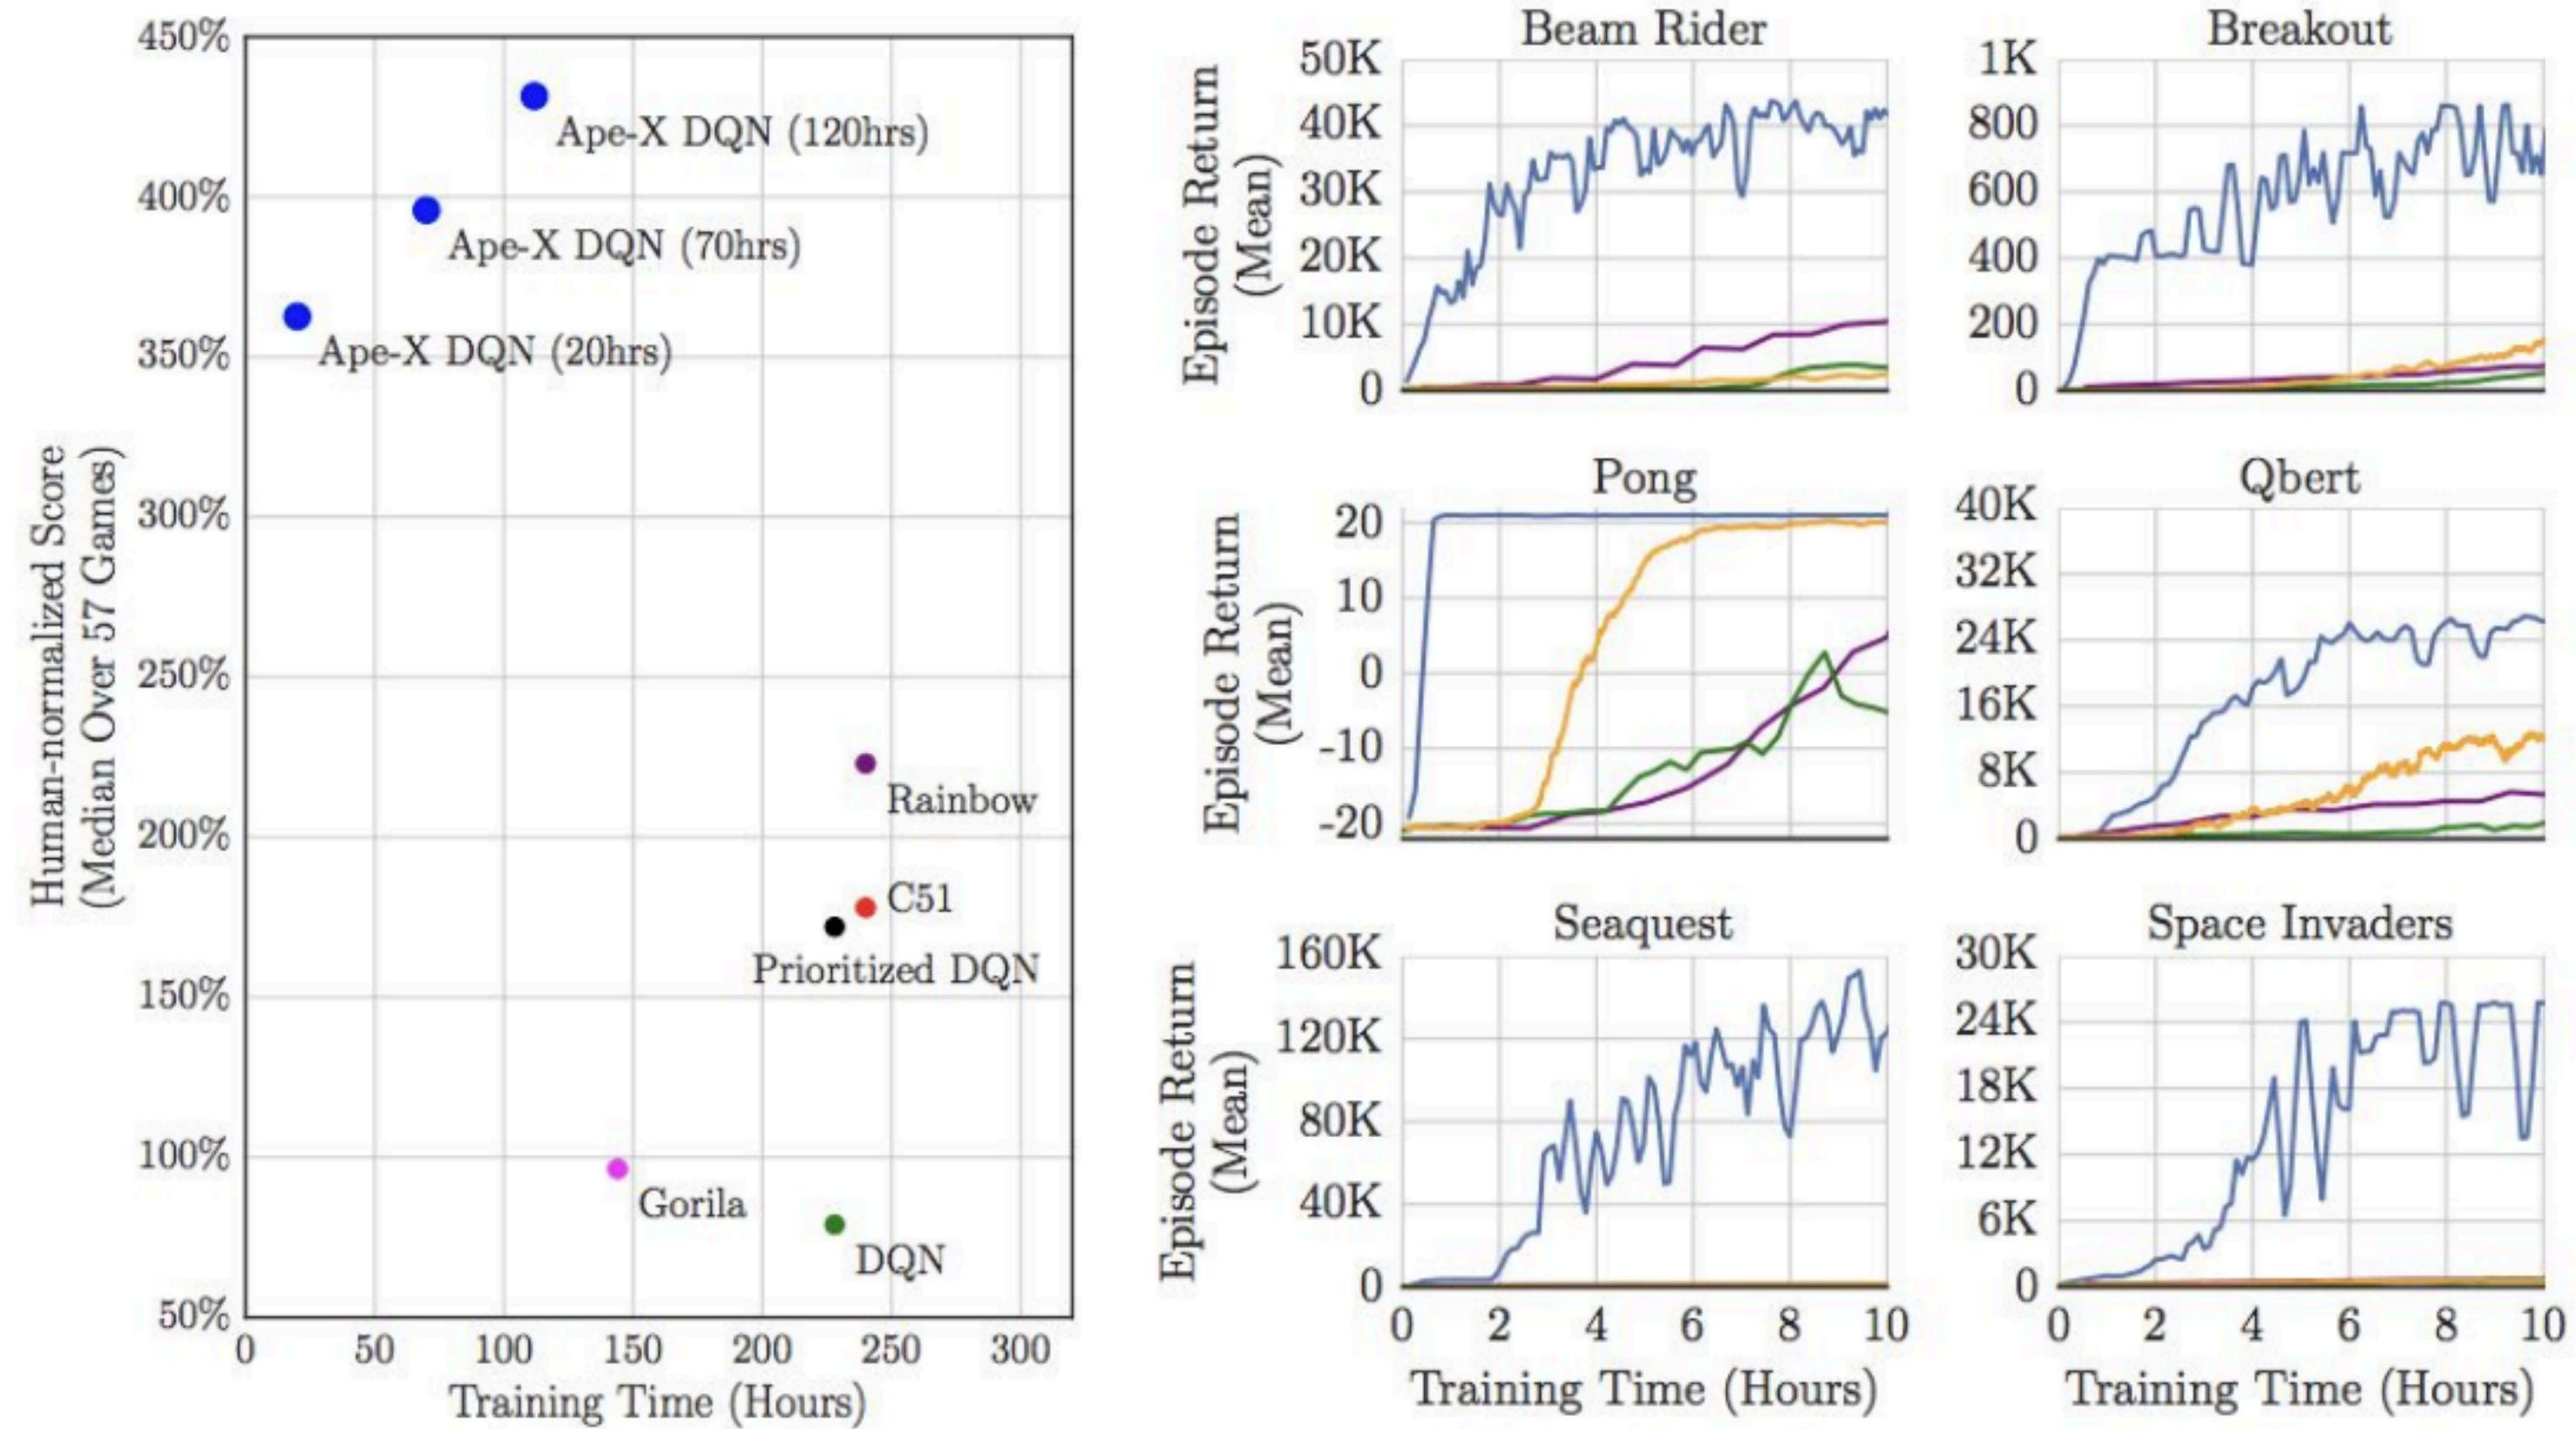 Human-normalized Score
(Median Over 57 Games)
450%
400%
350%
300%
250%
200%
150%
100%
50%
Ape-X DQN (120hrs)
Ape-X DQN (70hrs)
Ape-X DQN (20hrs)
Rainbow
C51
Prioritized DQN
Gorila
DQN
0 50 100 150 200 250 300
Training Time (Hours)
Beam Rider
Episode Return
(Mean)
50K
40K
30K
20K
10K
0
Breakout
1K
800
600
400
200
0
Pong
Episode Return
(Mean)
20
10
0
-10
-20
Qbert
40K
32K
24K
16K
8K
0
Seaquest
Episode Return
(Mean)
160K
120K
80K
40K
0
0 2 4 6 8 10
Training Time (Hours)
Space Invaders
30K
24K
18K
12K
6K
0
0 2 4 6 8 10
Training Time (Hours)